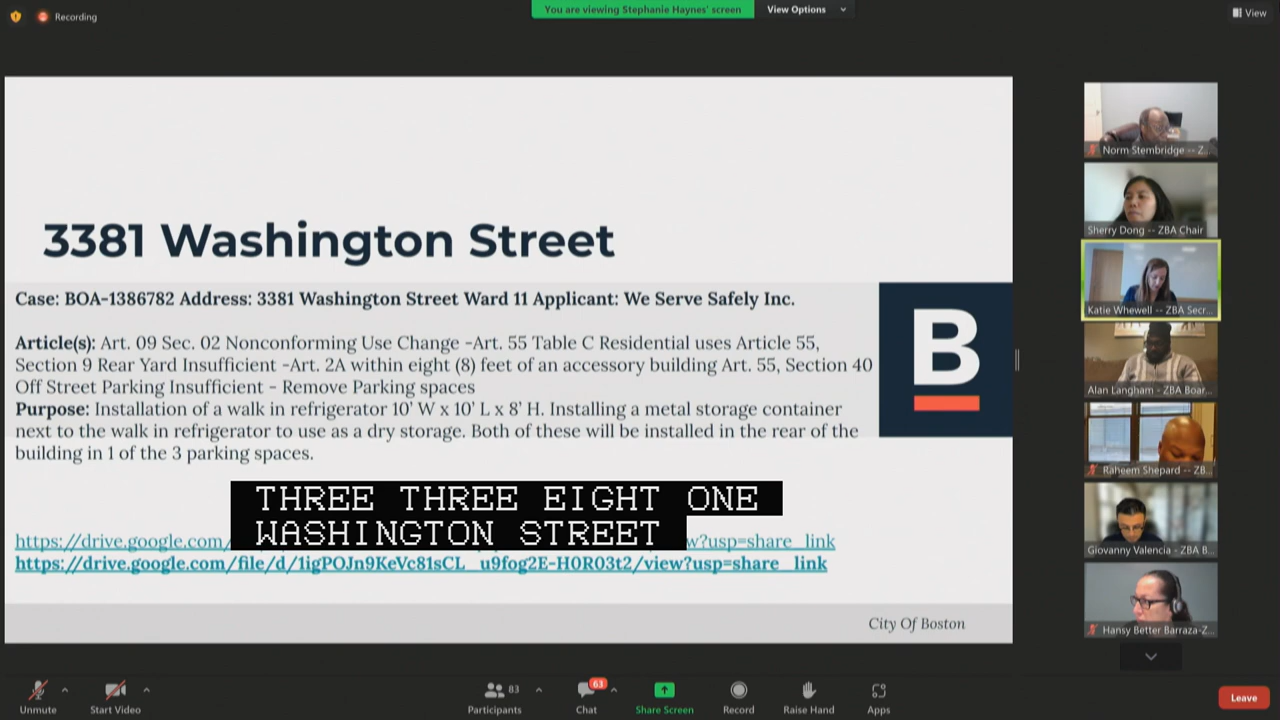 Recording
You are viewing Stephanie Haynes' screen
View Options
View
3381 Washington Street
Case: BOA-1386782 Address: 3381 Washington Street Ward 11 Applicant: We Serve Safely Inc.
Article(s): Art. 09 Sec. 02 Nonconforming Use Change -Art. 55 Table C Residential uses Article 55,
Section 9 Rear Yard Insufficient -Art. 2A within eight (8) feet of an accessory building Art. 55, Section 40
Off Street Parking Insufficient - Remove Parking spaces
Purpose: Installation of a walk in refrigerator 10' W x 10' L x 8' H. Installing a metal storage container
next to the walk in refrigerator to use as a dry storage. Both of these will be installed in the rear of the
building in 1 of the 3 parking spaces.
B
THREE THREE EIGHT ONE
WASHINGTON STREET
https://drive.google.com/
w?usp=share_link
https://drive.google.com/file/d/1igPOJn9KeVc81sCL_u9fog2E-H0R03t2/view?usp=share_link
City Of Boston
Norm Stembridge -- Z...
Sherry Dong -- ZBA Chair
Katie Whewell -- ZBA Secr...
Alan Langham -- ZBA Boar...
Raheem Shepard -- ZB...
Giovanny Valencia - ZBA B...
Hansy Better Barraza-Z...
Unmute
Start Video
83
Participants
63
Chat
Share Screen
Record
Raise Hand
Apps
Leave